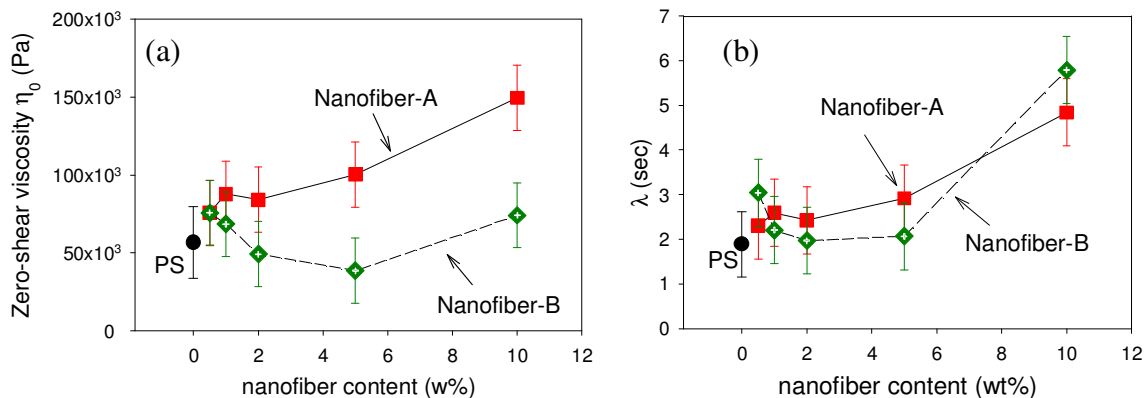 (a)
Zero-shear viscosity η0 (Pa)
200x10³
150x10³
100x10³
50x10³
0
Nanofiber-A
PS
Nanofiber-B
0 2 4 6 8 10 12
nanofiber content (w%)
(b)
λ (sec)
7
6
5
4
3
2
1
0
Nanofiber-A
PS
Nanofiber-B
0 2 4 6 8 10 12
nanofiber content (wt%)